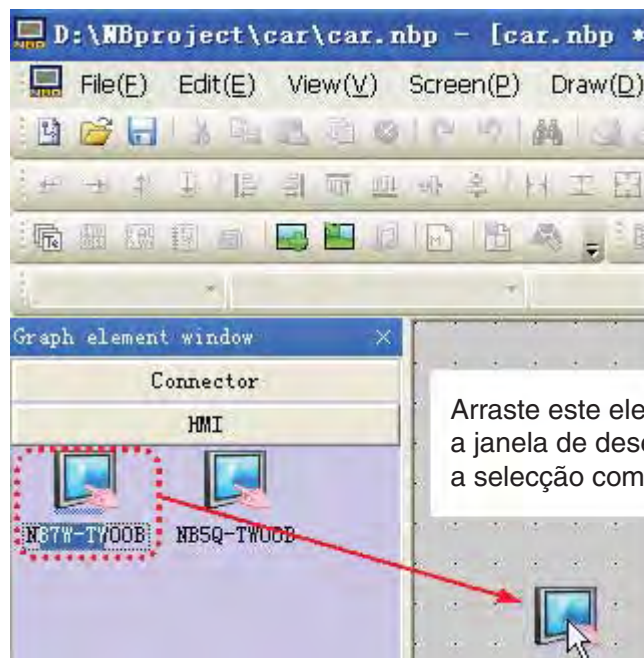 D:\NBproject\car\car.nbp - [car.nbp *
File(F) Edit(E) View(V) Screen(P) Draw(D)
Graph element window
Connector
HMI
NB7W-TW00B NB5Q-TW00B
Arraste este ele
a janela de des
a selecção com